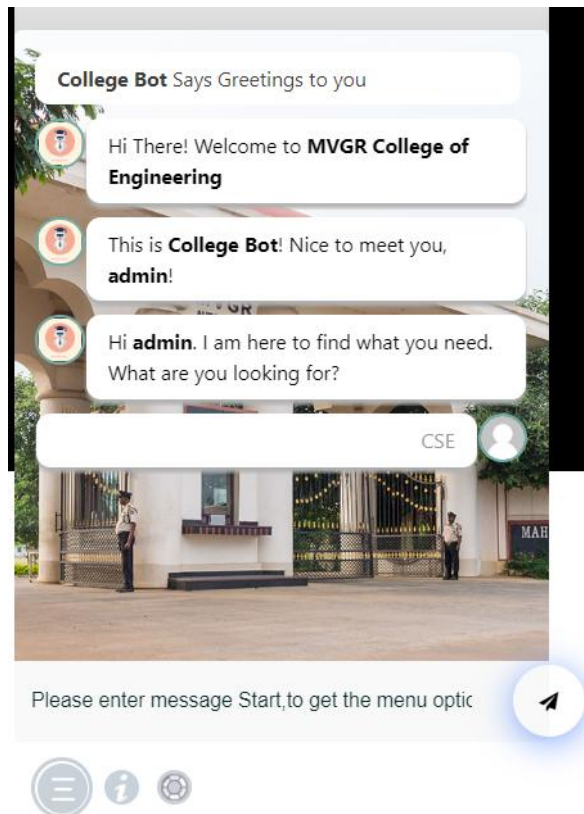 College Bot Says Greetings to you
Hi There! Welcome to MVGR College of
Engineering
This is College Bot! Nice to meet you,
admin!
MVGR
Hi admin. I am here to find what you need.
What are you looking for?
CSE
MAH
Please enter message Start,to get the menu optic